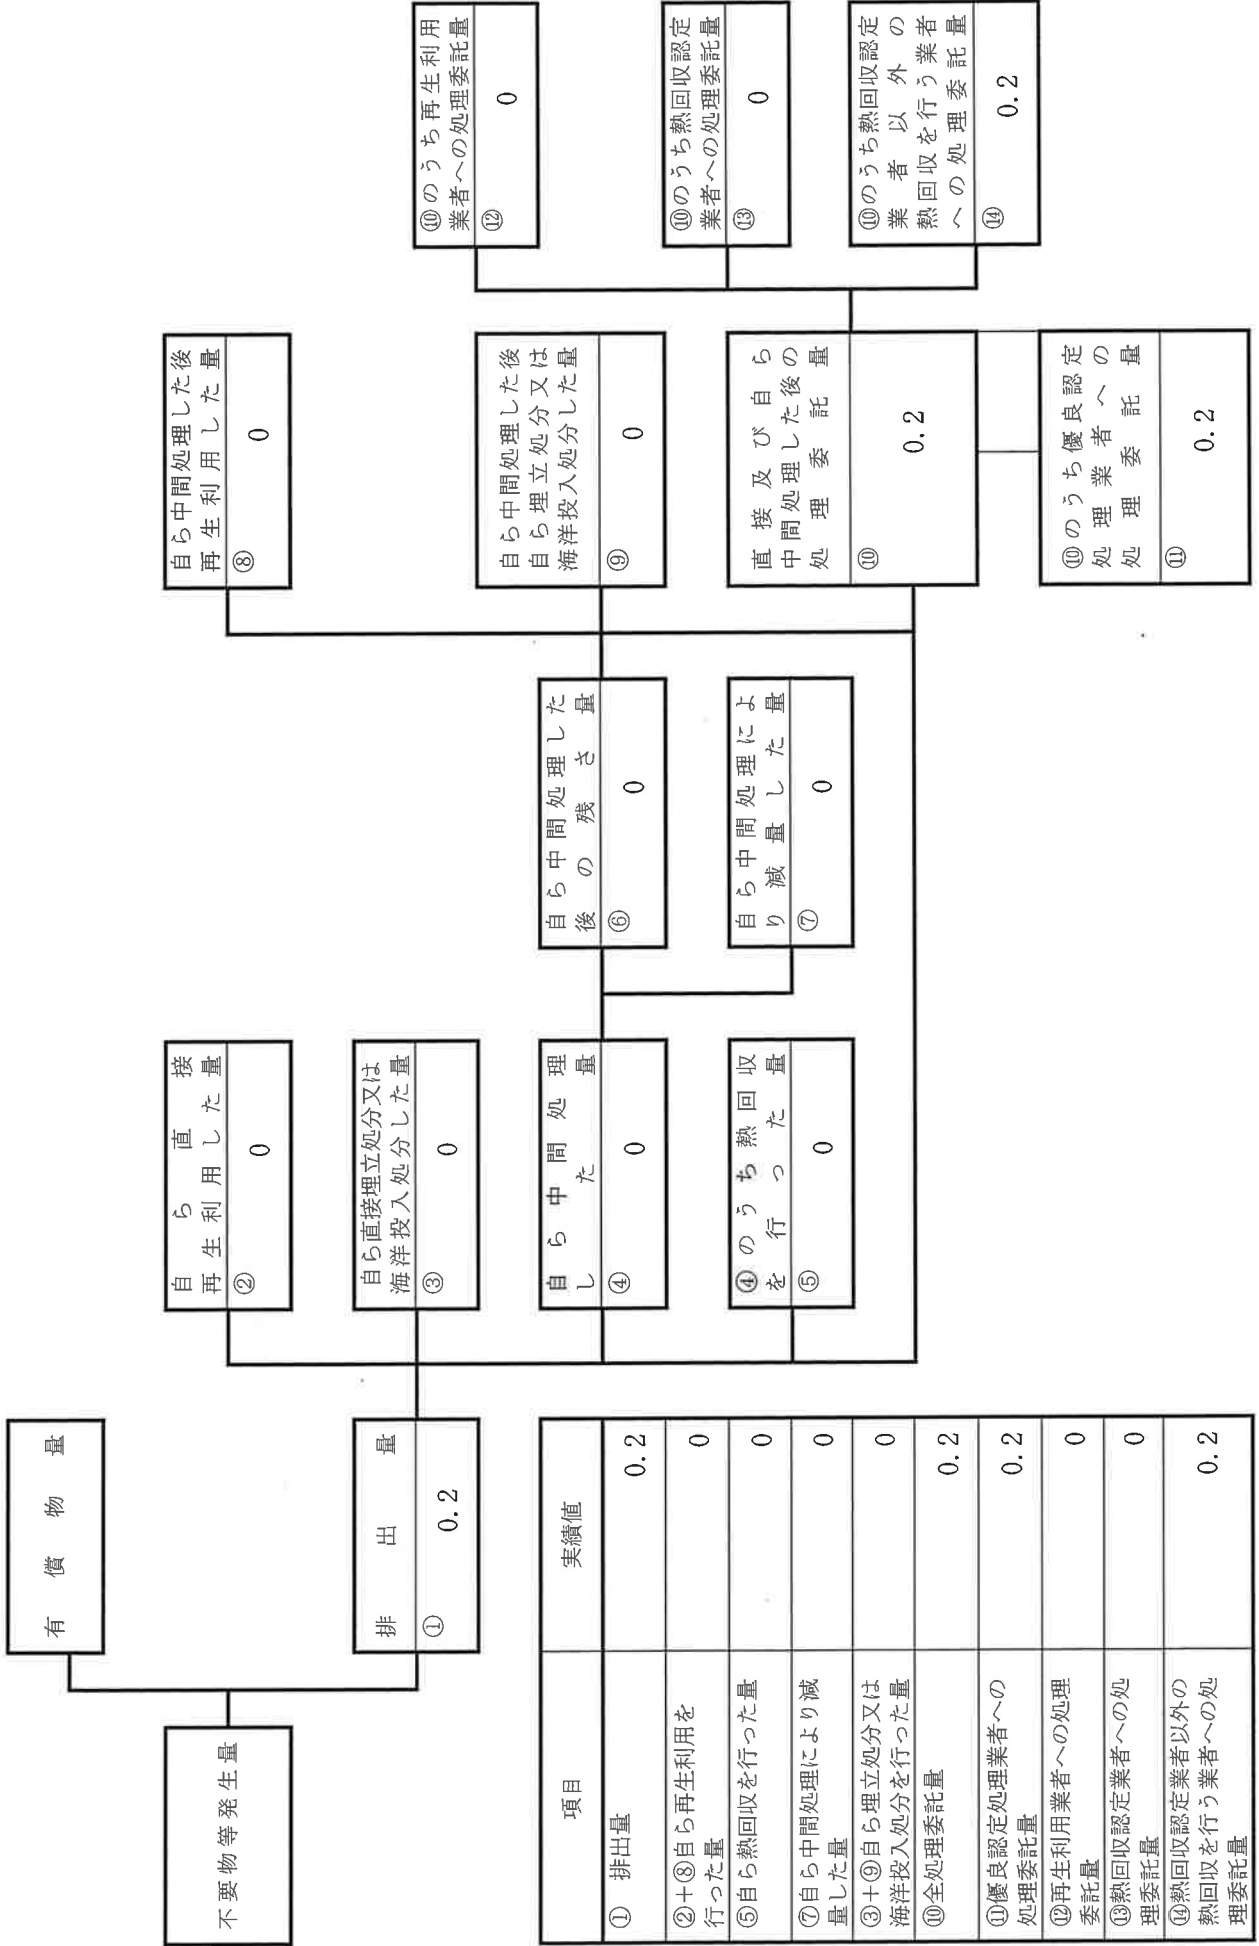 不要物等発生量
有償物量
排出量
① 0.2
自ら直接
再生利用した量
② 0
自ら直接埋立処分又は
海洋投入処分した量
③ 0
自ら中間処理
した量
④ 0
④のうち熱回収
を行った量
⑤ 0
自ら中間処理した
後の残さ量
⑥ 0
自ら中間処理によ
り減量した量
⑦ 0
自ら中間処理した後
再生利用した量
⑧ 0
自ら中間処理した後
自ら埋立処分又は
海洋投入処分した量
⑨ 0
直接及び自ら
中間処理した後の
処理委託量
⑩ 0.2
⑩のうち優良認定
処理業者への
処理委託量
⑪ 0.2
⑩のうち再生利用
業者への処理委託量
⑫ 0
⑩のうち熱回収認定
業者への処理委託量
⑬ 0
⑩のうち熱回収認定
業者以外の
熱回収を行う業者
への処理委託量
⑭ 0.2
項目 実績値
① 排出量 0.2
②+⑧自ら再生利用を
行った量 0
⑤自ら熱回収を行った量 0
⑦自ら中間処理により減
量した量 0
③+⑨自ら埋立処分又は
海洋投入処分を行った量 0
⑩全処理委託量 0.2
⑪優良認定処理業者への
処理委託量 0.2
⑫再生利用業者への処理
委託量 0
⑬熱回収認定業者への処
理委託量 0
⑭熱回収認定業者以外の
熱回収を行う業者への処
理委託量 0.2